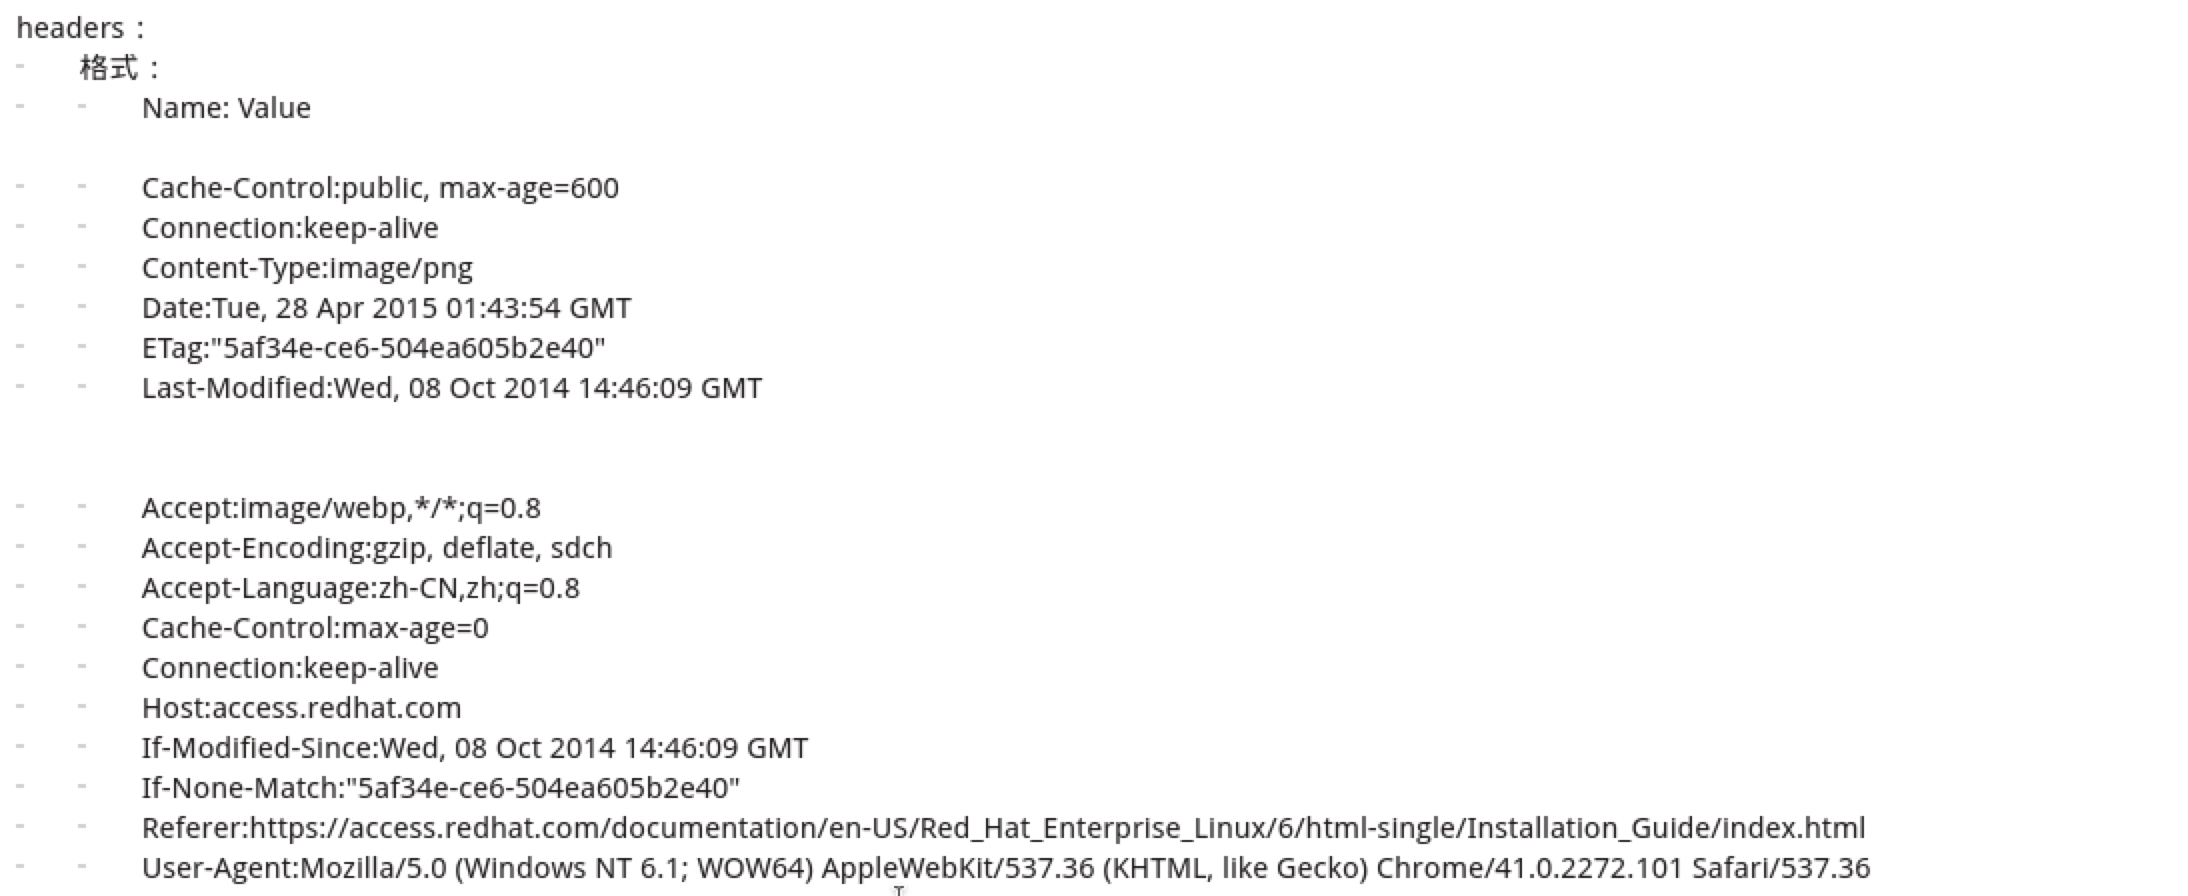 headers：
格式：
Name: Value
Cache-Control:public, max-age=600
Connection:keep-alive
Content-Type:image/png
Date:Tue, 28 Apr 2015 01:43:54 GMT
ETag:"5af34e-ce6-504ea605b2e40"
Last-Modified:Wed, 08 Oct 2014 14:46:09 GMT
Accept:image/webp,*/*;q=0.8
Accept-Encoding:gzip, deflate, sdch
Accept-Language:zh-CN,zh;q=0.8
Cache-Control:max-age=0
Connection:keep-alive
Host:access.redhat.com
If-Modified-Since:Wed, 08 Oct 2014 14:46:09 GMT
If-None-Match:"5af34e-ce6-504ea605b2e40"
Referer:https://access.redhat.com/documentation/en-US/Red_Hat_Enterprise_Linux/6/html-single/Installation_Guide/index.html
User-Agent:Mozilla/5.0 (Windows NT 6.1; WOW64) AppleWebKit/537.36 (KHTML, like Gecko) Chrome/41.0.2272.101 Safari/537.36